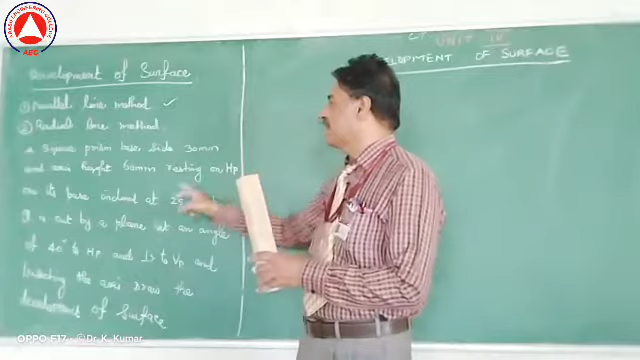 AEC
UNIT IV
DEVELOPMENT OF SURFACE
Development of Surface
① Parallel line method ✓
② Radial line method.
a Square prism base side 30mm
and axis height 60mm resting on HP
on its base inclined at
It is cut by a plane at an angle
of 40° to HP and ⊥r to VP and
the axis Draw the
development of Surface
OPPO F17 ©Dr. K. Kumar